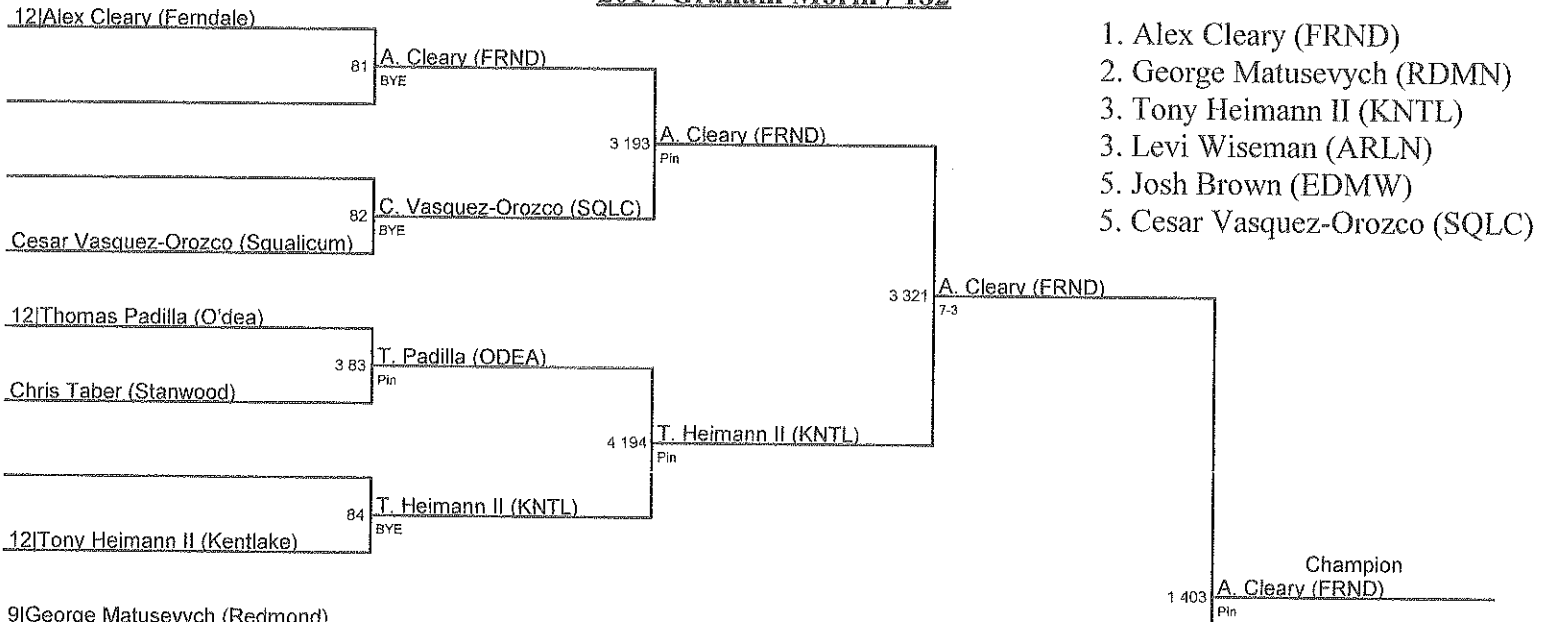 12|Alex Cleary (Ferndale)
81 A. Cleary (FRND)
BYE
3 193 A. Cleary (FRND)
Pin
82 C. Vasquez-Orozco (SQLC)
BYE
Cesar Vasquez-Orozco (Squalicum)
3 321 A. Cleary (FRND)
7-3
12|Thomas Padilla (O'dea)
3 83 T. Padilla (ODEA)
Pin
Chris Taber (Stanwood)
4 194 T. Heimann II (KNTL)
Pin
84 T. Heimann II (KNTL)
BYE
12|Tony Heimann II (Kentlake)
Champion
1 403 A. Cleary (FRND)
Pin
9|George Matusevych (Redmond)
1. Alex Cleary (FRND)
2. George Matusevych (RDMN)
3. Tony Heimann II (KNTL)
3. Levi Wiseman (ARLN)
5. Josh Brown (EDMW)
5. Cesar Vasquez-Orozco (SQLC)